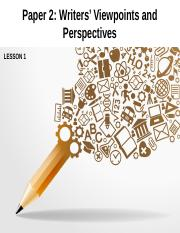 Paper 2: Writers' Viewpoints and
Perspectives
LESSON 1